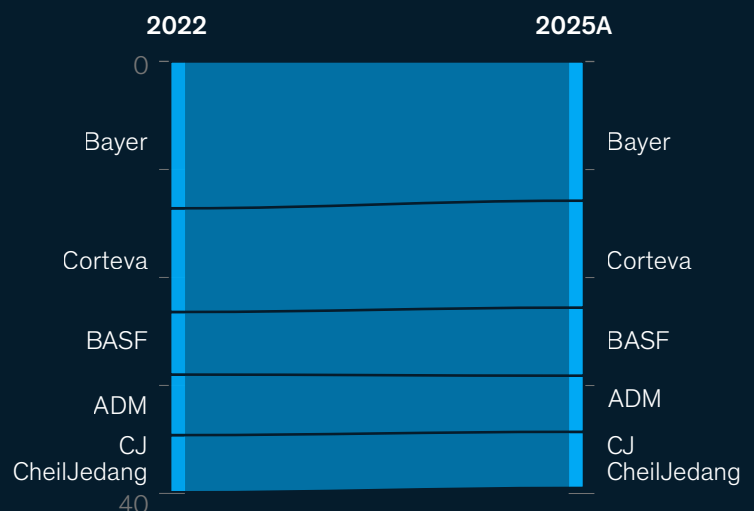 2022 2025A
0
Bayer Bayer
Corteva Corteva
BASF BASF
ADM ADM
CJ CJ
CheilJedang CheilJedang
40